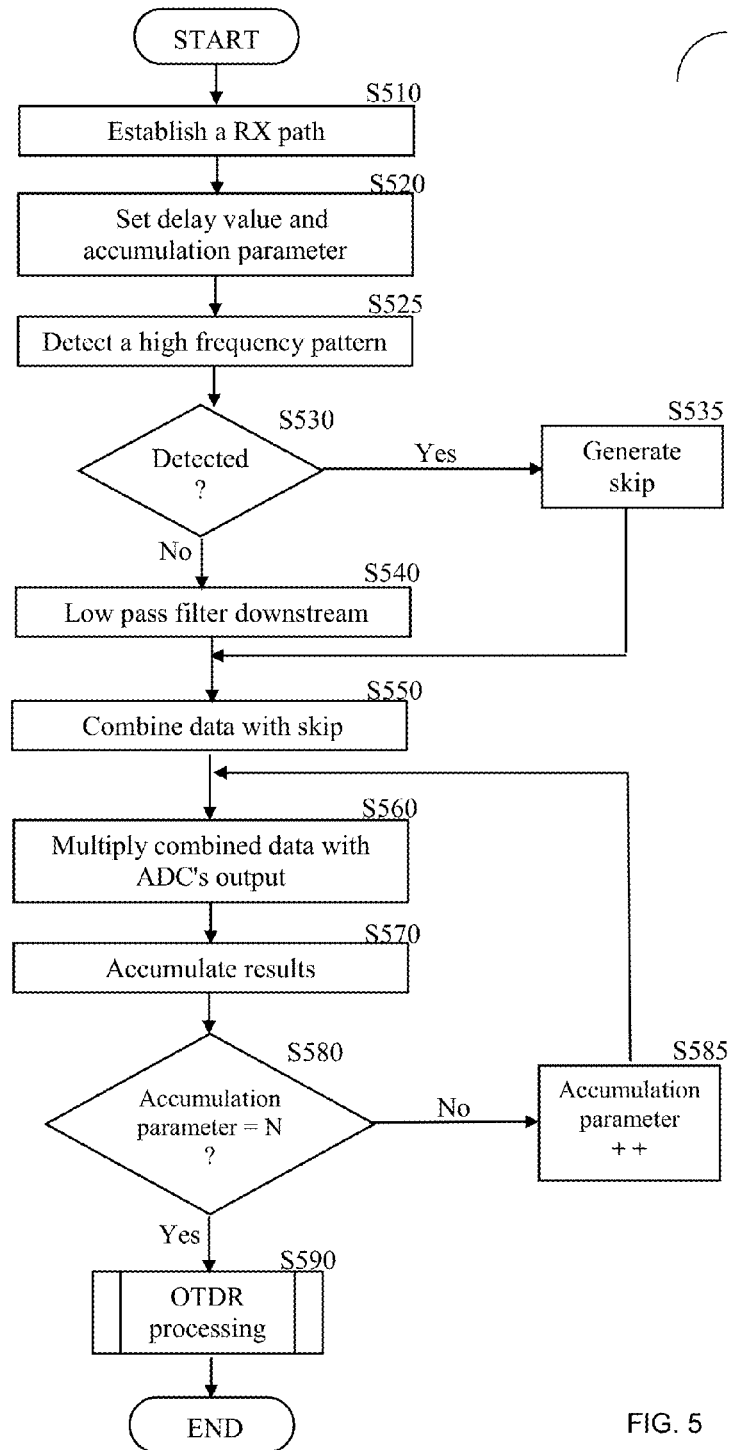 START
S510
Establish a RX path
S520
Set delay value and
accumulation parameter
S525
Detect a high frequency pattern
S530
Detected
?
Yes
S535
Generate
skip
No
S540
Low pass filter downstream
S550
Combine data with skip
S560
Multiply combined data with
ADC's output
S570
Accumulate results
S580
Accumulation
parameter = N
?
No
S585
Accumulation
parameter
+ +
Yes
S590
OTDR
processing
END
FIG. 5